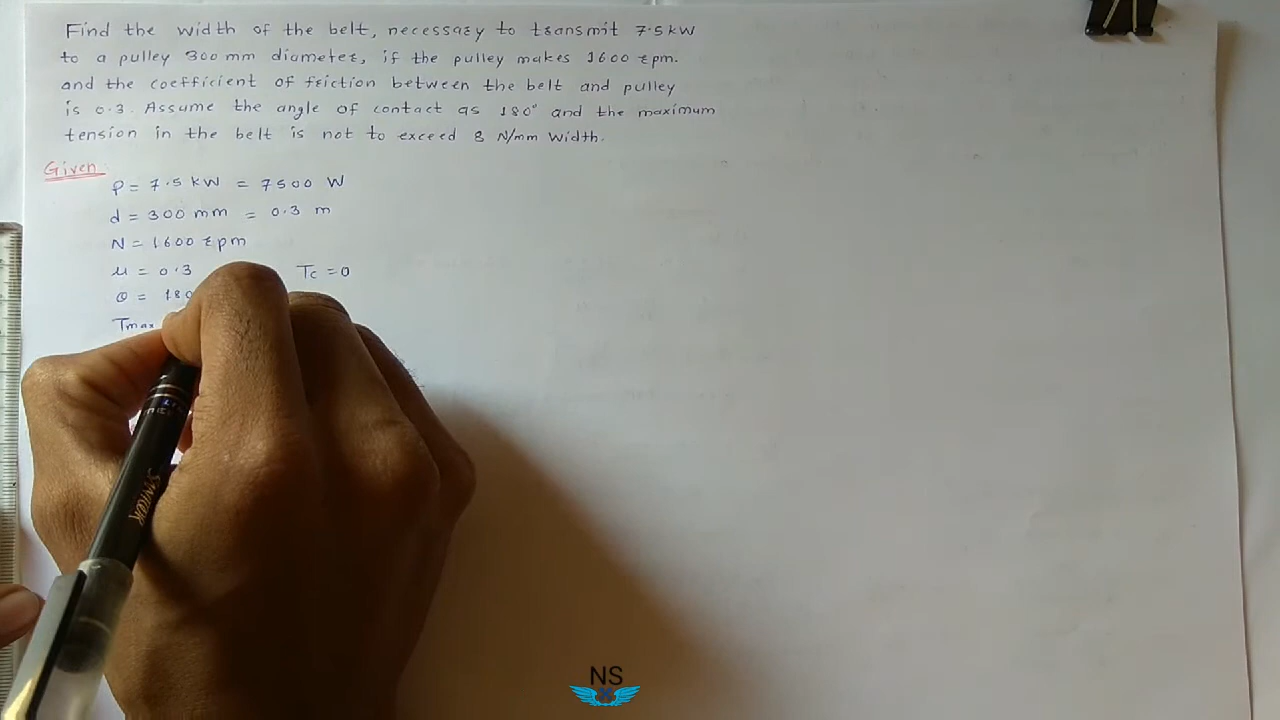 Find the width of the belt, necessary to transmit 7.5 kW
to a pulley 300 mm diameter, if the pulley makes 1600 rpm.
and the coefficient of friction between the belt and pulley
is 0.3. Assume the angle of contact as 180° and the maximum
tension in the belt is not to exceed 8 N/mm width.
Given
P = 7.5 kW = 7500 W
d = 300 mm = 0.3 m
N = 1600 rpm
μ = 0.3 Tc = 0
θ = 180
Tmax
SANTOOK
NS